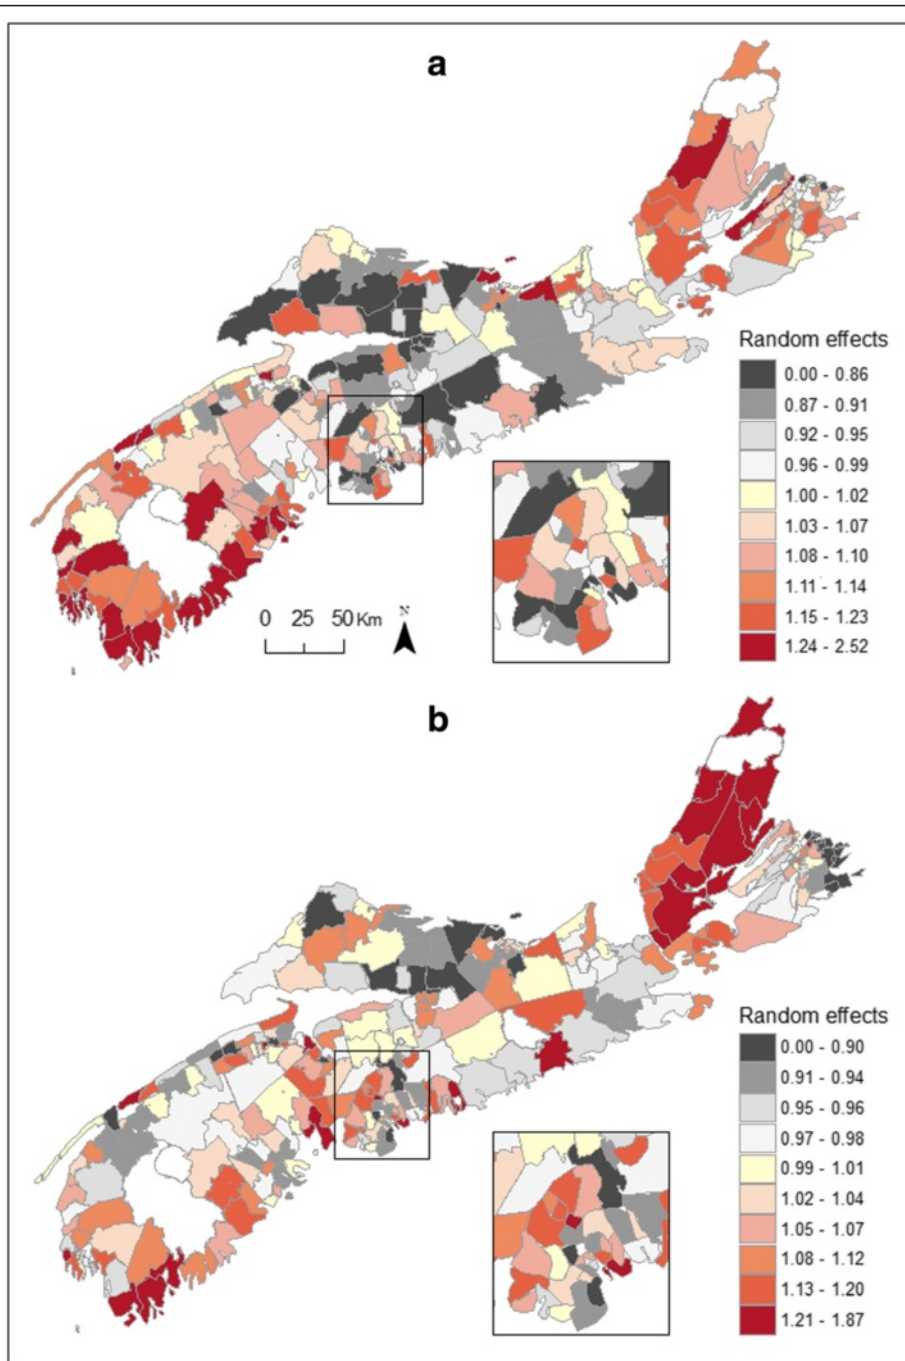 a
Random effects
0.00 - 0.86
0.87 - 0.91
0.92 - 0.95
0.96 - 0.99
1.00 - 1.02
1.03 - 1.07
1.08 - 1.10
1.11 - 1.14
1.15 - 1.23
1.24 - 2.52
0 25 50 Km
N
b
Random effects
0.00 - 0.90
0.91 - 0.94
0.95 - 0.96
0.97 - 0.98
0.99 - 1.01
1.02 - 1.04
1.05 - 1.07
1.08 - 1.12
1.13 - 1.20
1.21 - 1.87